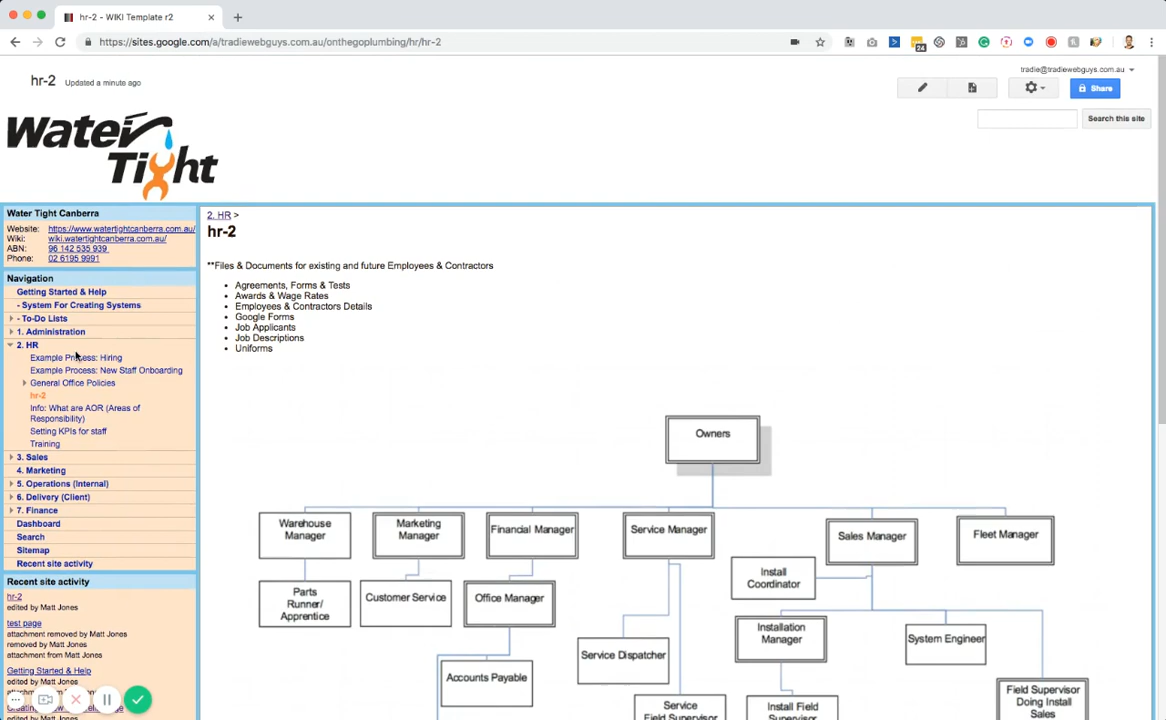 hr-2 - WIKI Template r2
https://sites.google.com/a/tradiewebguys.com.au/onthegoplumbing/hr/hr-2
24
tradie@tradiewebguys.com.au
hr-2 Updated a minute ago
Share
Search this site
Water
Tight
Water Tight Canberra
Website: https://www.watertightcanberra.com.au/
Wiki: wiki.watertightcanberra.com.au/
ABN: 96 142 535 939
Phone: 02 6195 9991
Navigation
Getting Started & Help
- System For Creating Systems
- To-Do Lists
1. Administration
2. HR
Example Process: Hiring
Example Process: New Staff Onboarding
General Office Policies
hr-2
Info: What are AOR (Areas of
Responsibility)
Setting KPIs for staff
Training
3. Sales
4. Marketing
5. Operations (Internal)
6. Delivery (Client)
7. Finance
Dashboard
Search
Sitemap
Recent site activity
Recent site activity
hr-2
edited by Matt Jones
test page
attachment removed by Matt Jones
removed by Matt Jones
attachment from Matt Jones
Getting Started & Help
edited by Matt Jones
2. HR >
hr-2
**Files & Documents for existing and future Employees & Contractors
Agreements, Forms & Tests
Awards & Wage Rates
Employees & Contractors Details
Google Forms
Job Applicants
Job Descriptions
Uniforms
Owners
Warehouse
Manager
Marketing
Manager
Financial Manager
Service Manager
Sales Manager
Fleet Manager
Install
Coordinator
Parts
Runner/
Apprentice
Customer Service
Office Manager
Installation
Manager
System Engineer
Service Dispatcher
Accounts Payable
Service
Field Supervisor
Install Field
Supervisor
Field Supervisor
Doing Install
Sales